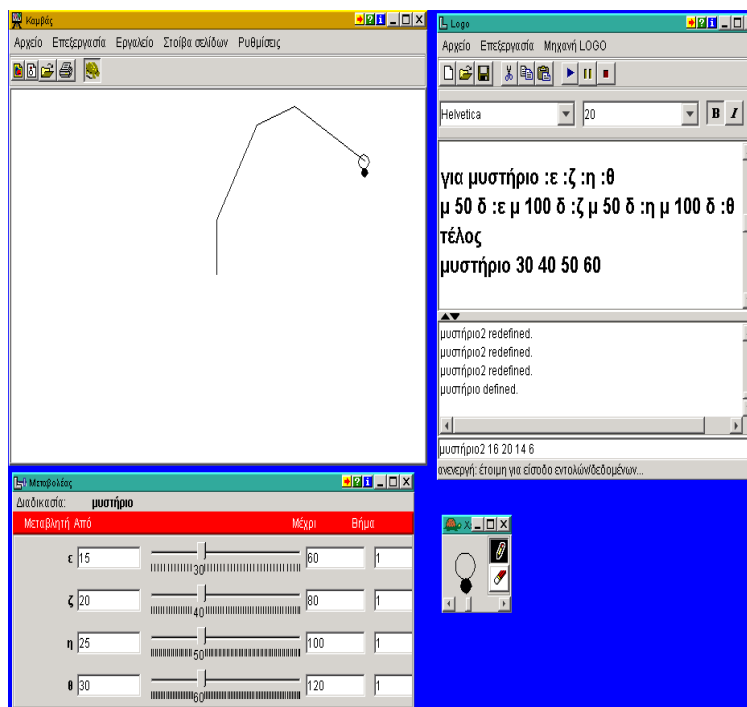 Καμβάς
Αρχείο Επεξεργασία Εργαλείο Στοίβα σελίδων Ρυθμίσεις
Logo
Αρχείο Επεξεργασία Μηχανή LOGO
Helvetica 20 B I
για μυστήριο :ε :ζ :η :θ
μ 50 δ :ε μ 100 δ :ζ μ 50 δ :η μ 100 δ :θ
τέλος
μυστήριο 30 40 50 60
μυστήριο2 redefined.
μυστήριο2 redefined.
μυστήριο2 redefined.
μυστήριο defined.
μυστήριο2 16 20 14 6
ανενεργή: έτοιμη για είσοδο εντολών/δεδομένων...
Μεταβολέας
Διαδικασία: μυστήριο
Μεταβλητή Από Μέχρι Βήμα
ε 15 30 60 1
ζ 20 40 80 1
η 25 50 100 1
θ 30 60 120 1